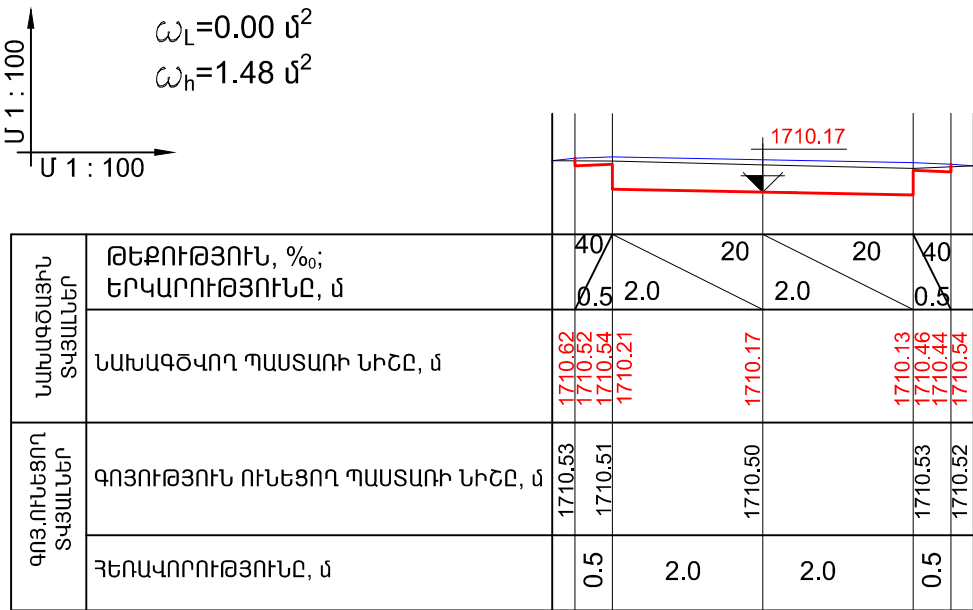 ω_L=0.00 մ²
ω_h=1.48 մ²
Մ 1 : 100
Մ 1 : 100
1710.17
ՆԱԽԱԳԾԱՅԻՆ
ՏՎՅԱԼՆԵՐ
ԹԵՔՈՒԹՅՈՒՆ, ‰;
ԵՐԿԱՐՈՒԹՅՈՒՆԸ, մ
40 20 20 40
0.5 2.0 2.0 0.5
ՆԱԽԱԳԾՎՈՂ ՊԱՍՏԱՌԻ ՆԻՇԸ, մ
1710.62 1710.52 1710.54 1710.21 1710.17 1710.13 1710.46 1710.44 1710.54
ԳՈՅ.ՈՒՆԵՑՈՂ
ՏՎՅԱԼՆԵՐ
ԳՈՅՈՒԹՅՈՒՆ ՈՒՆԵՑՈՂ ՊԱՍՏԱՌԻ ՆԻՇԸ, մ
1710.53 1710.51 1710.50 1710.53 1710.52
ՀԵՌԱՎՈՐՈՒԹՅՈՒՆԸ, մ
0.5 2.0 2.0 0.5